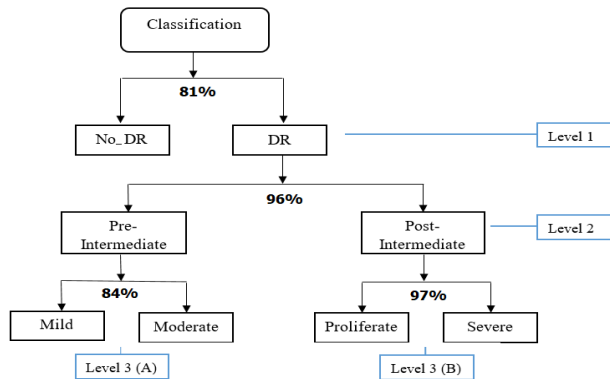 Classification
81%
No_DR
DR
Level 1
96%
Pre-
Intermediate
Post-
Intermediate
Level 2
84%
97%
Mild
Moderate
Proliferate
Severe
Level 3 (A)
Level 3 (B)